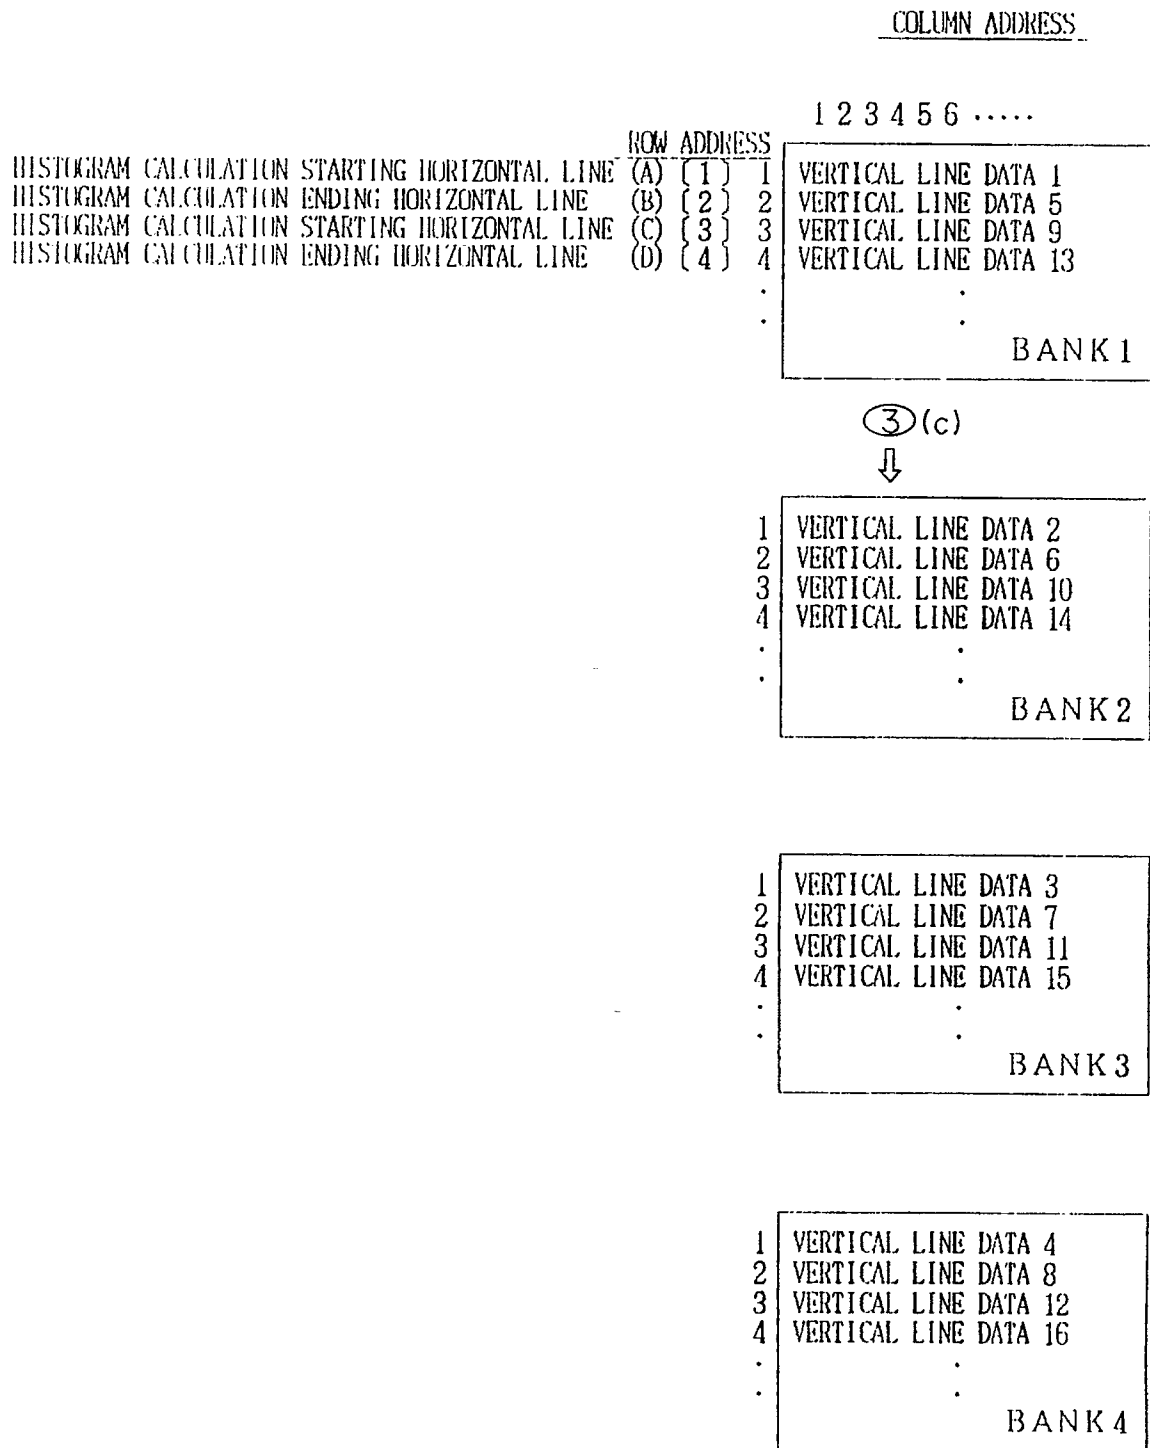 COLUMN ADDRESS
1 2 3 4 5 6 .....
ROW ADDRESS
HISTOGRAM CALCULATION STARTING HORIZONTAL LINE (A) [1] 1 VERTICAL LINE DATA 1
HISTOGRAM CALCULATION ENDING HORIZONTAL LINE (B) [2] 2 VERTICAL LINE DATA 5
HISTOGRAM CALCULATION STARTING HORIZONTAL LINE (C) [3] 3 VERTICAL LINE DATA 9
HISTOGRAM CALCULATION ENDING HORIZONTAL LINE (D) [4] 4 VERTICAL LINE DATA 13
. .
. .
BANK1
③(c)
⇩
1 VERTICAL LINE DATA 2
2 VERTICAL LINE DATA 6
3 VERTICAL LINE DATA 10
4 VERTICAL LINE DATA 14
. .
. .
BANK2
1 VERTICAL LINE DATA 3
2 VERTICAL LINE DATA 7
3 VERTICAL LINE DATA 11
4 VERTICAL LINE DATA 15
. .
. .
BANK3
1 VERTICAL LINE DATA 4
2 VERTICAL LINE DATA 8
3 VERTICAL LINE DATA 12
4 VERTICAL LINE DATA 16
. .
. .
BANK4